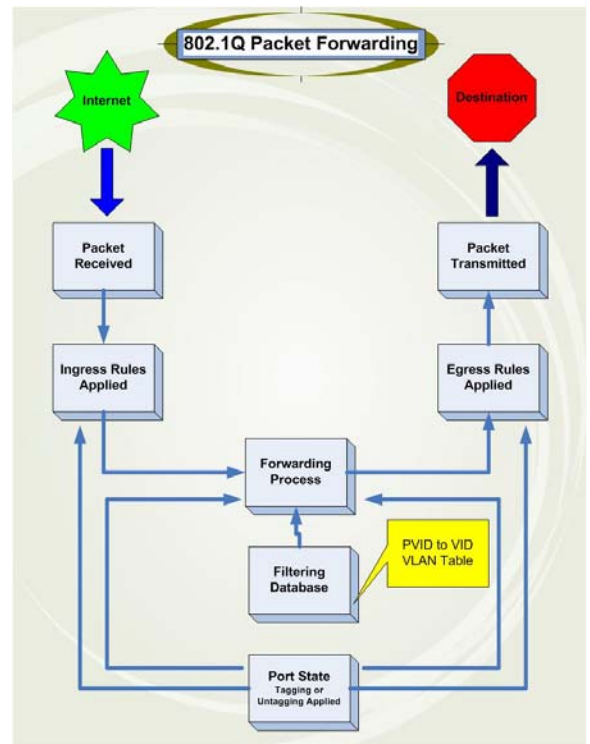 802.1Q Packet Forwarding
Internet
Destination
Packet
Received
Packet
Transmitted
Ingress Rules
Applied
Egress Rules
Applied
Forwarding
Process
PVID to VID
VLAN Table
Filtering
Database
Port State
Tagging or
Untagging Applied